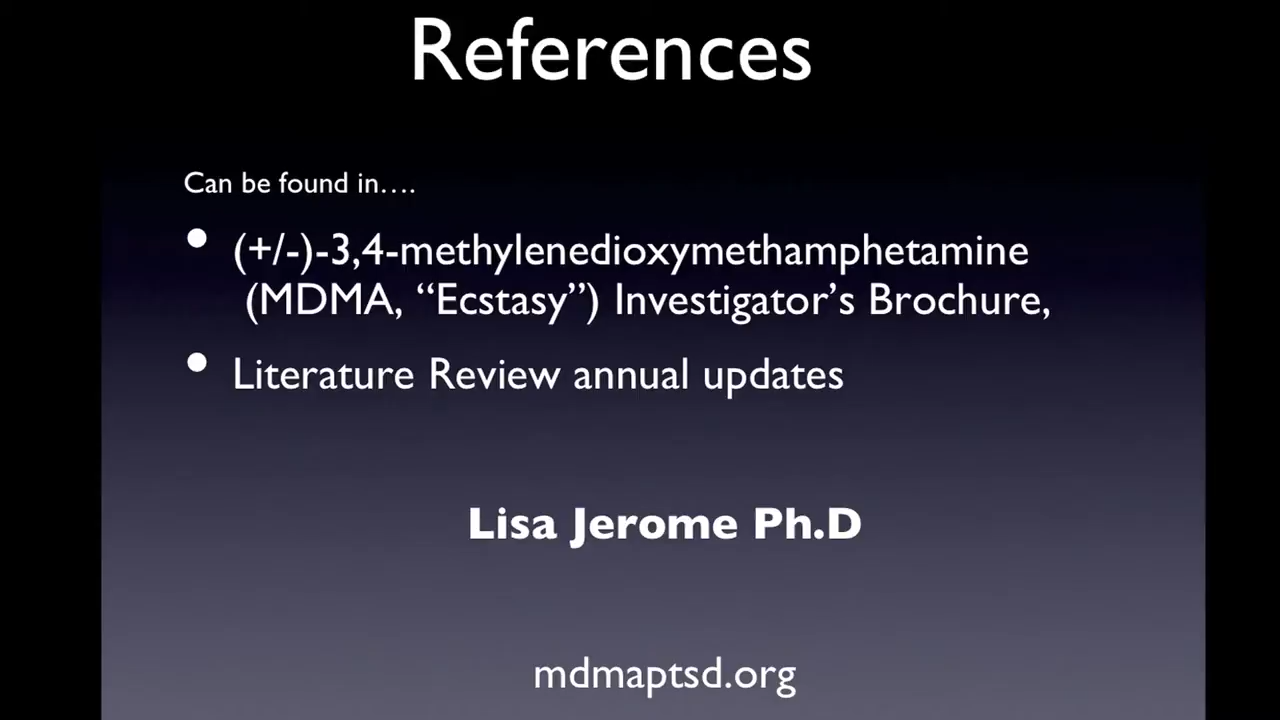 References
Can be found in….
• (+/-)-3,4-methylenedioxymethamphetamine
(MDMA, “Ecstasy”) Investigator’s Brochure,
• Literature Review annual updates
Lisa Jerome Ph.D
mdmaptsd.org